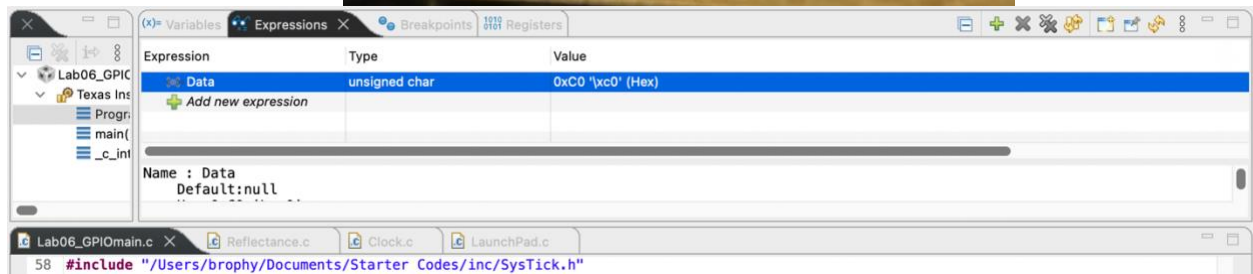 (x)= Variables Expressions Breakpoints 1010 0101 Registers
Expression Type Value
Lab06_GPIO
Data unsigned char 0xC0 '\xc0' (Hex)
Texas Ins
Add new expression
Progr
main(
_c_int
Name : Data
Default:null
Lab06_GPIOmain.c Reflectance.c Clock.c LaunchPad.c
58 #include "/Users/brophy/Documents/Starter Codes/inc/SysTick.h"